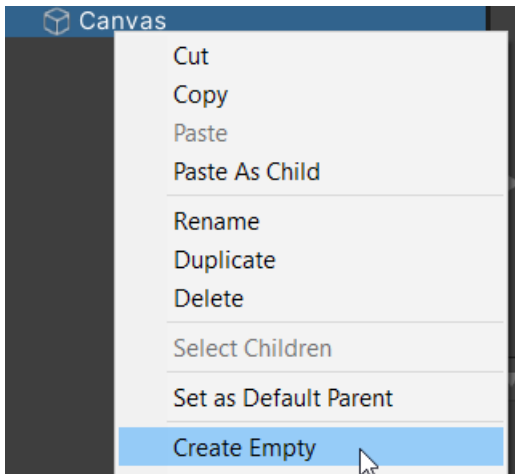 Canvas
Cut
Copy
Paste
Paste As Child
Rename
Duplicate
Delete
Select Children
Set as Default Parent
Create Empty